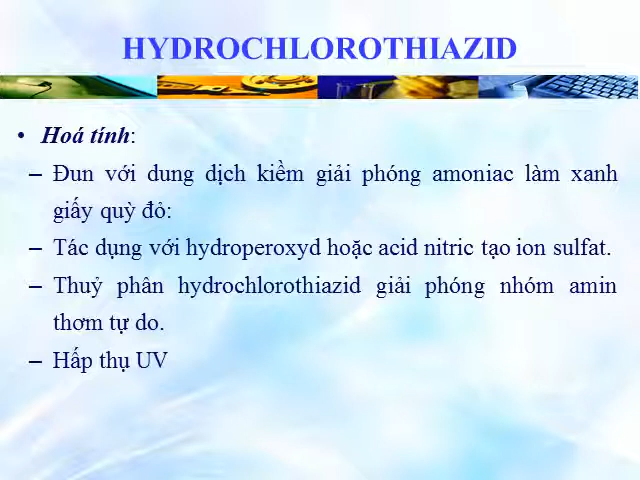 HYDROCHLOROTHIAZID
• Hoá tính:
– Đun với dung dịch kiềm giải phóng amoniac làm xanh
giấy quỳ đỏ:
– Tác dụng với hydroperoxyd hoặc acid nitric tạo ion sulfat.
– Thuỷ phân hydrochlorothiazid giải phóng nhóm amin
thơm tự do.
– Hấp thụ UV